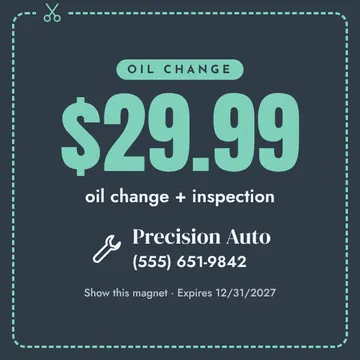 OIL CHANGE
$29.99
oil change + inspection
Precision Auto
(555) 651-9842
Show this magnet · Expires 12/31/2027